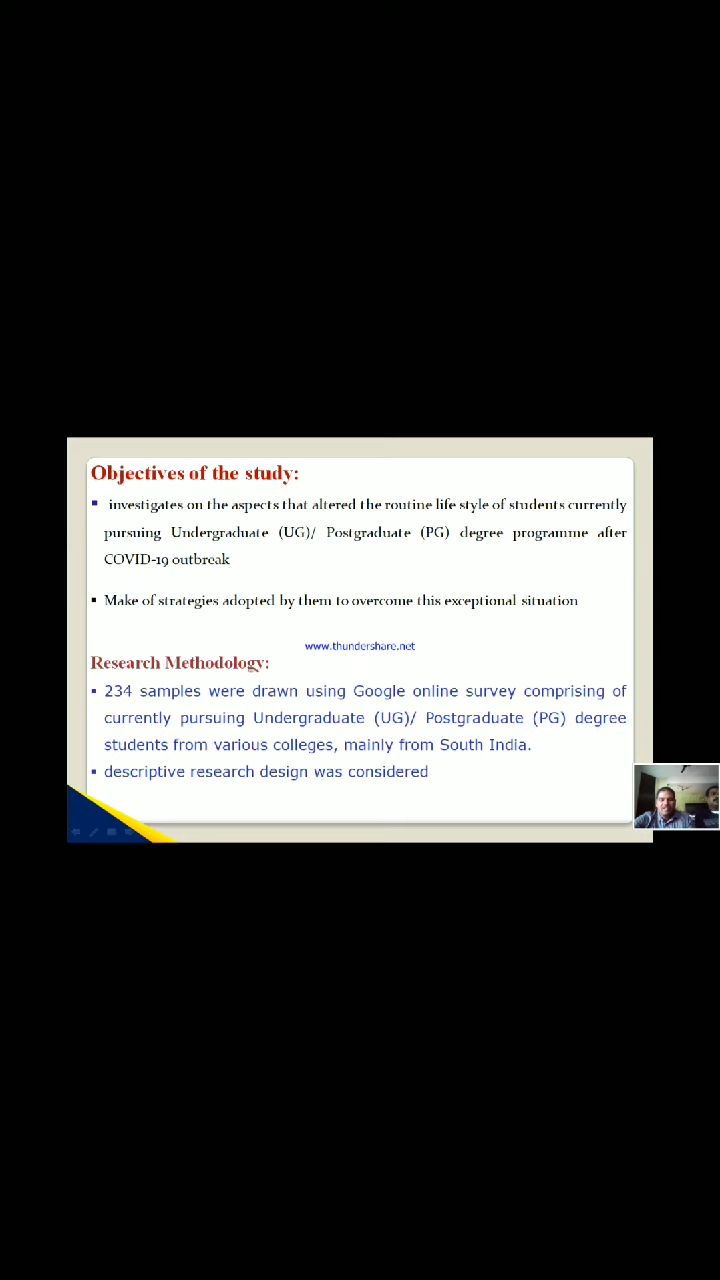 Objectives of the study:
investigates on the aspects that altered the routine life style of students currently
pursuing Undergraduate (UG)/ Postgraduate (PG) degree programme after
COVID-19 outbreak
Make of strategies adopted by them to overcome this exceptional situation
www.thundershare.net
Research Methodology:
234 samples were drawn using Google online survey comprising of
currently pursuing Undergraduate (UG)/ Postgraduate (PG) degree
students from various colleges, mainly from South India.
descriptive research design was considered